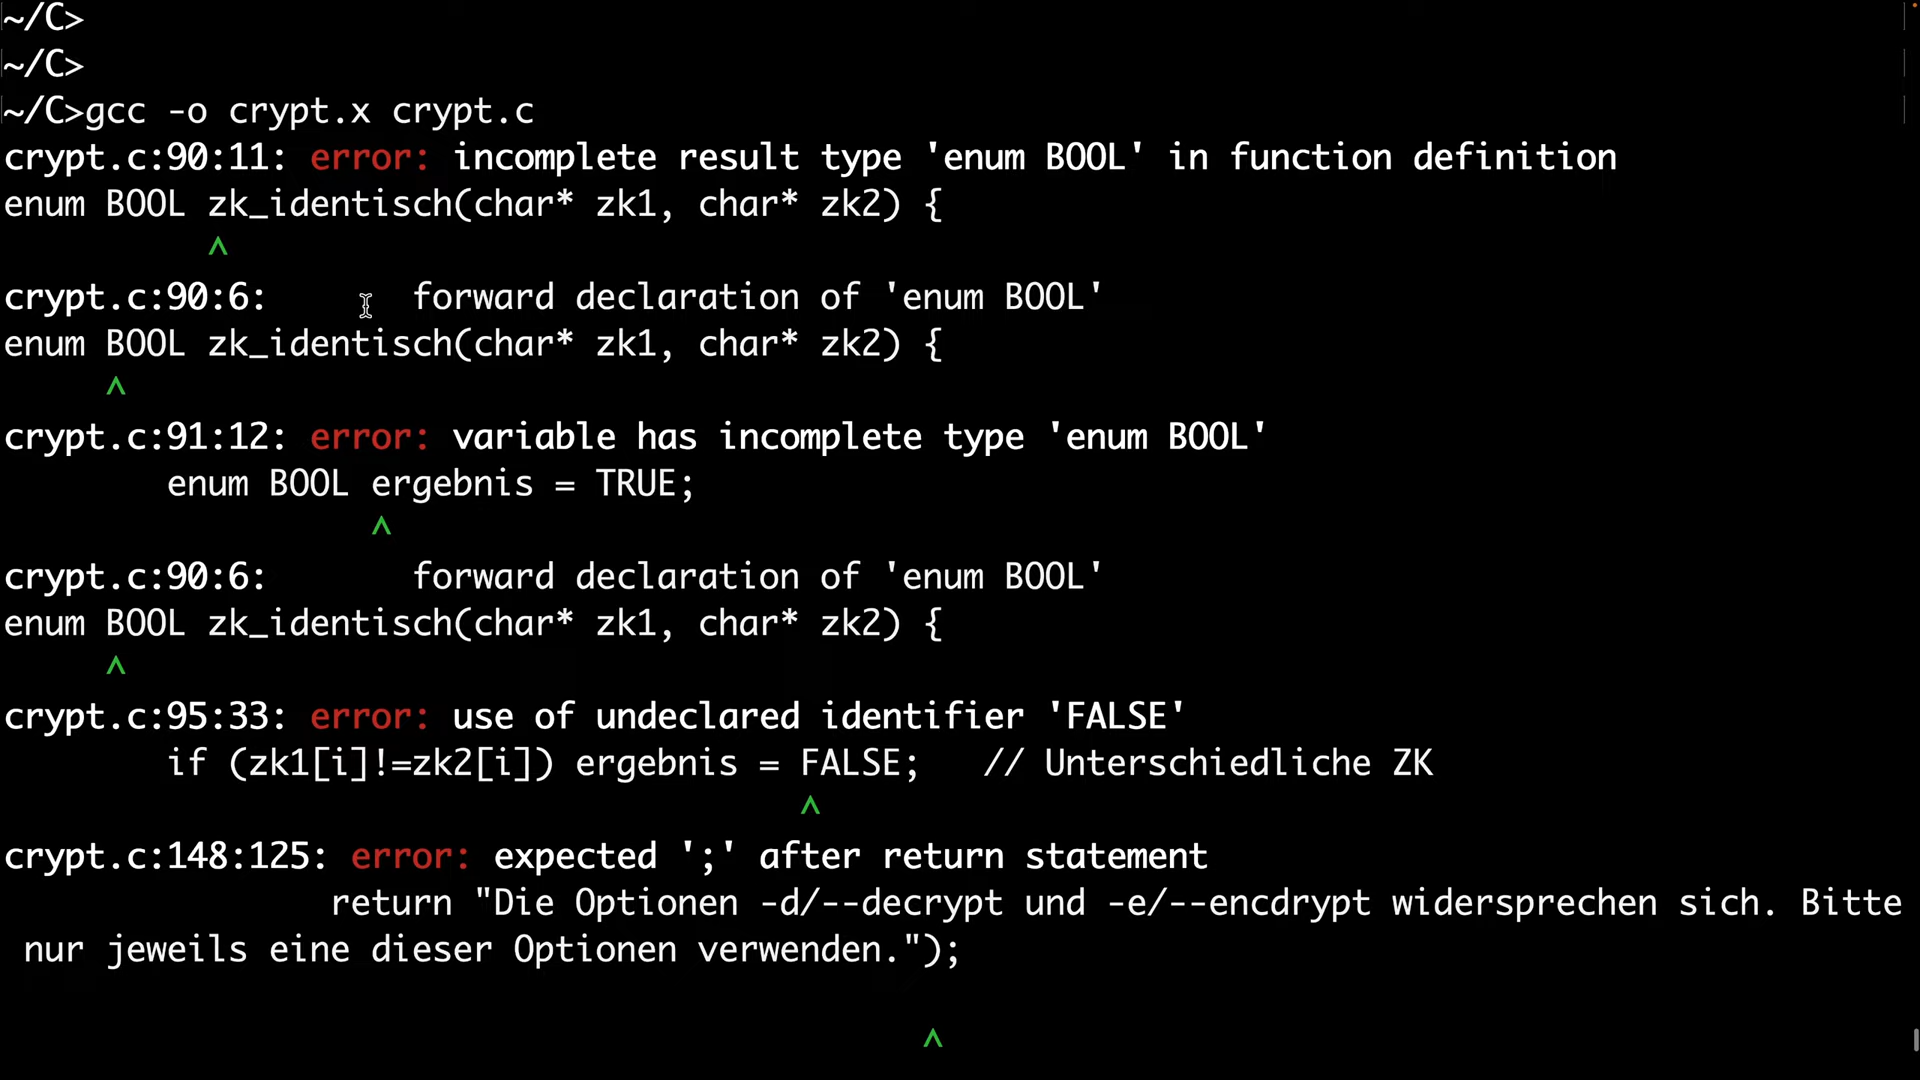 ~/C>
~/C>
~/C>gcc -o crypt.x crypt.c
crypt.c:90:11: error: incomplete result type 'enum BOOL' in function definition
enum BOOL zk_identisch(char* zk1, char* zk2) {
          ^
crypt.c:90:6:       forward declaration of 'enum BOOL'
enum BOOL zk_identisch(char* zk1, char* zk2) {
     ^
crypt.c:91:12: error: variable has incomplete type 'enum BOOL'
        enum BOOL ergebnis = TRUE;
                  ^
crypt.c:90:6:       forward declaration of 'enum BOOL'
enum BOOL zk_identisch(char* zk1, char* zk2) {
     ^
crypt.c:95:33: error: use of undeclared identifier 'FALSE'
        if (zk1[i]!=zk2[i]) ergebnis = FALSE;   // Unterschiedliche ZK
                                       ^
crypt.c:148:125: error: expected ';' after return statement
                return "Die Optionen -d/--decrypt und -e/--encdrypt widersprechen sich. Bitte
 nur jeweils eine dieser Optionen verwenden.");
                                             ^